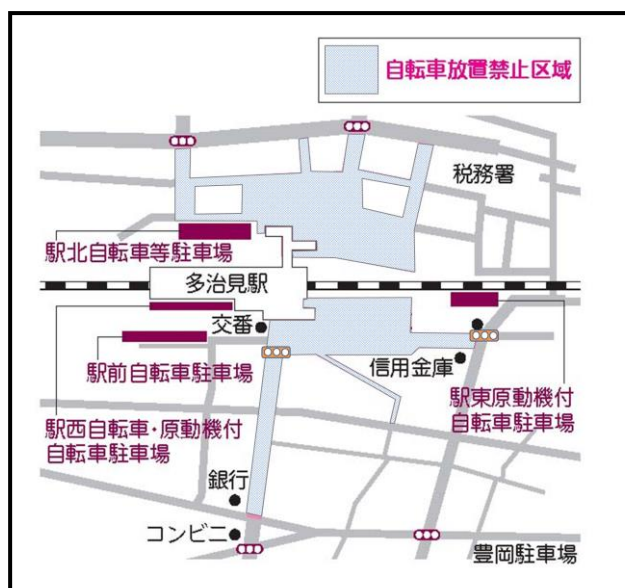 自転車放置禁止区域
税務署
駅北自転車等駐車場
多治見駅
交番
駅前自転車駐車場
信用金庫
駅東原動機付
自転車駐車場
駅西自転車・原動機付
自転車駐車場
銀行
コンビニ
豊岡駐車場